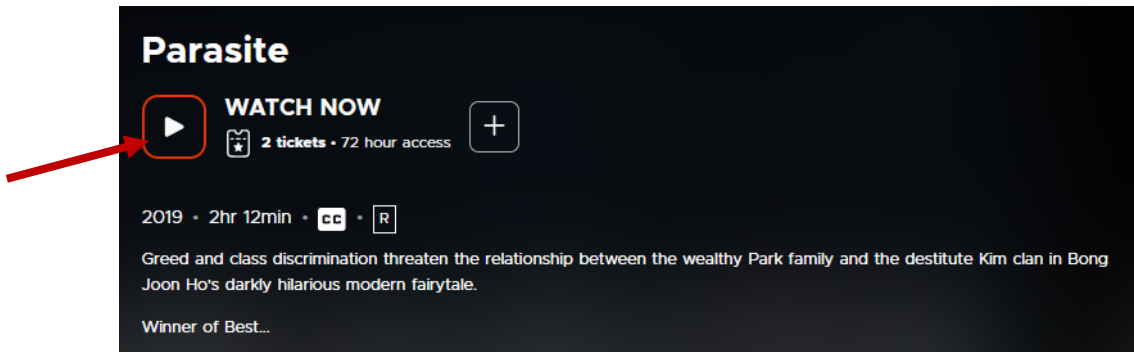 Parasite
WATCH NOW
2 tickets • 72 hour access
2019 • 2hr 12min • CC • R
Greed and class discrimination threaten the relationship between the wealthy Park family and the destitute Kim clan in Bong
Joon Ho's darkly hilarious modern fairytale.
Winner of Best...